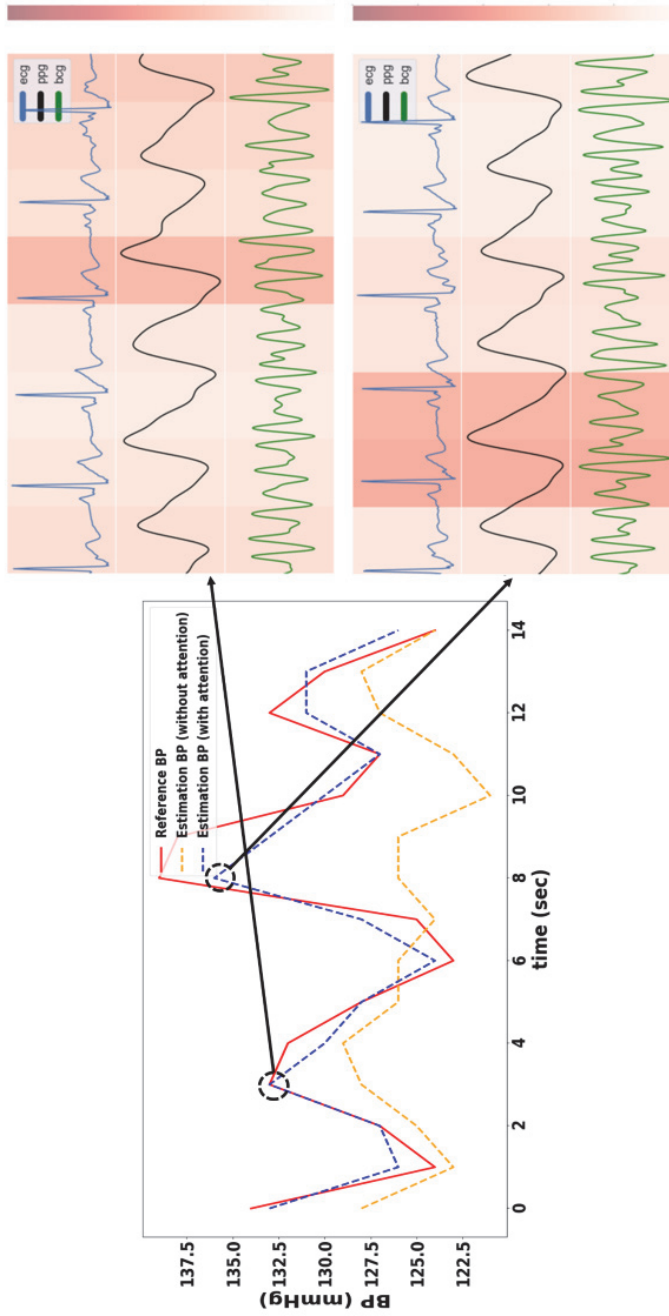 ecg
ppg
bcg
ecg
ppg
bcg
Reference BP
Estimation BP (without attention)
Estimation BP (with attention)
BP (mmHg)
137.5
135.0
132.5
130.0
127.5
125.0
122.5
0
2
4
6
8
10
12
14
time (sec)